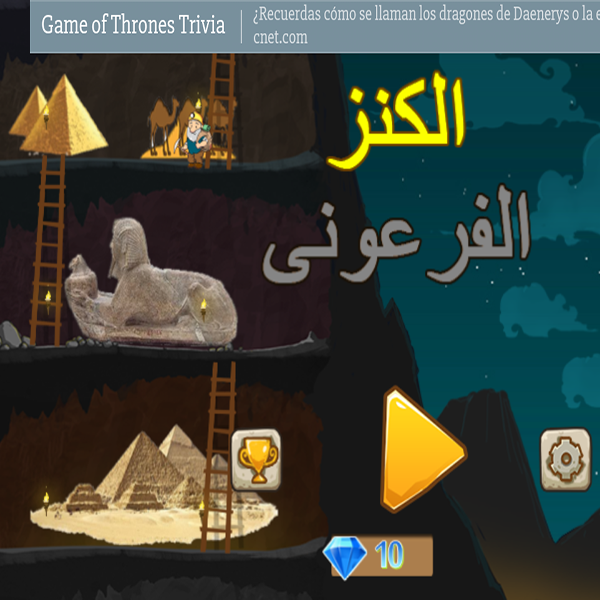 Game of Thrones Trivia
¿Recuerdas cómo se llaman los dragones de Daenerys o la e
cnet.com
الكنز
الفرعونى
10